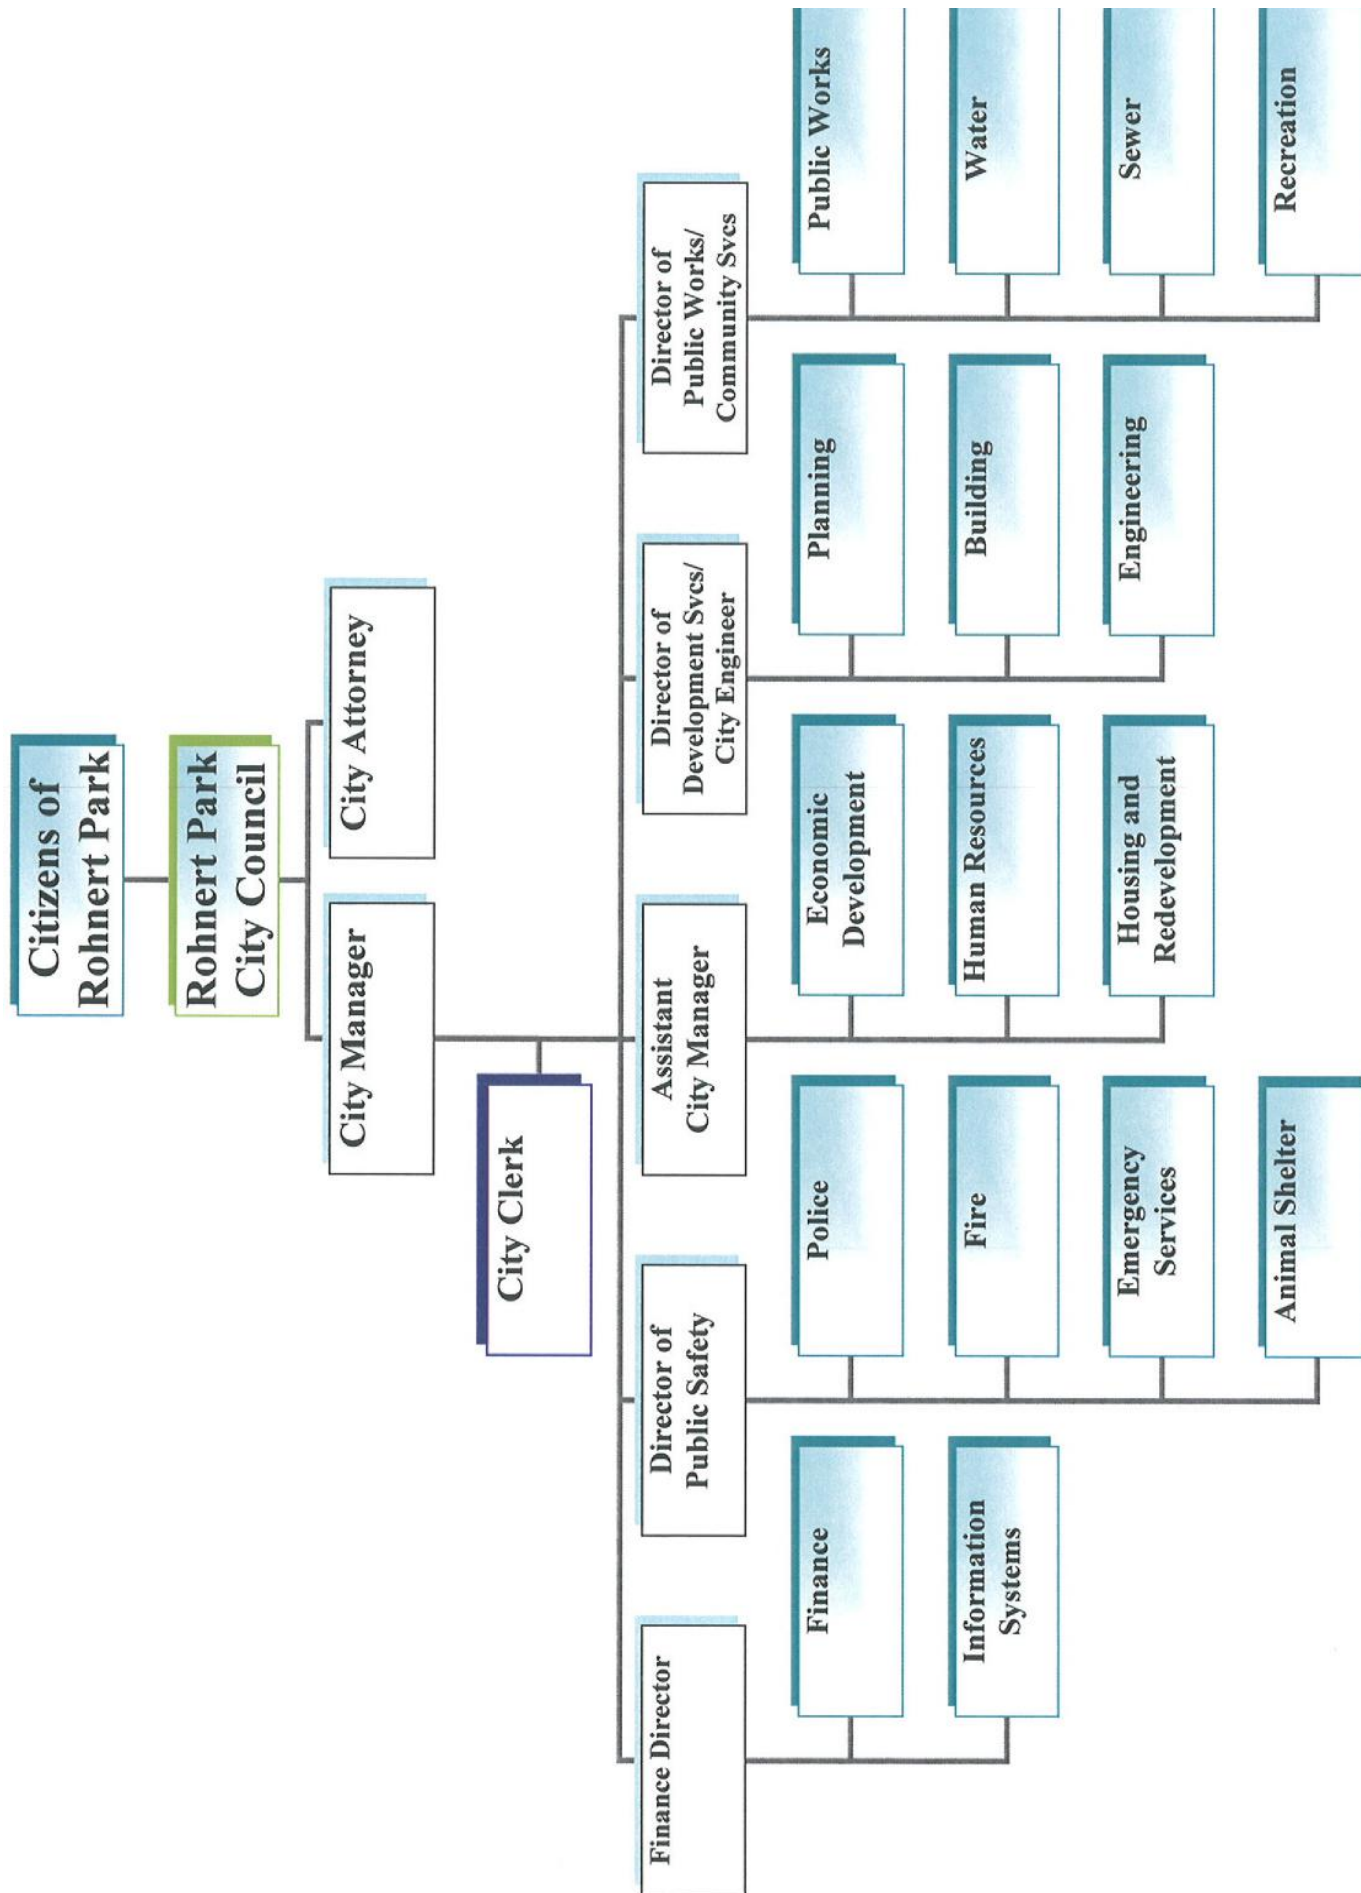 Citizens of
Rohnert Park
Rohnert Park
City Council
City Manager
City Attorney
City Clerk
Finance Director
Director of
Public Safety
Assistant
City Manager
Director of
Development Svcs/
City Engineer
Director of
Public Works/
Community Svcs
Finance
Information
Systems
Police
Fire
Emergency
Services
Animal Shelter
Economic
Development
Human Resources
Housing and
Redevelopment
Planning
Building
Engineering
Public Works
Water
Sewer
Recreation